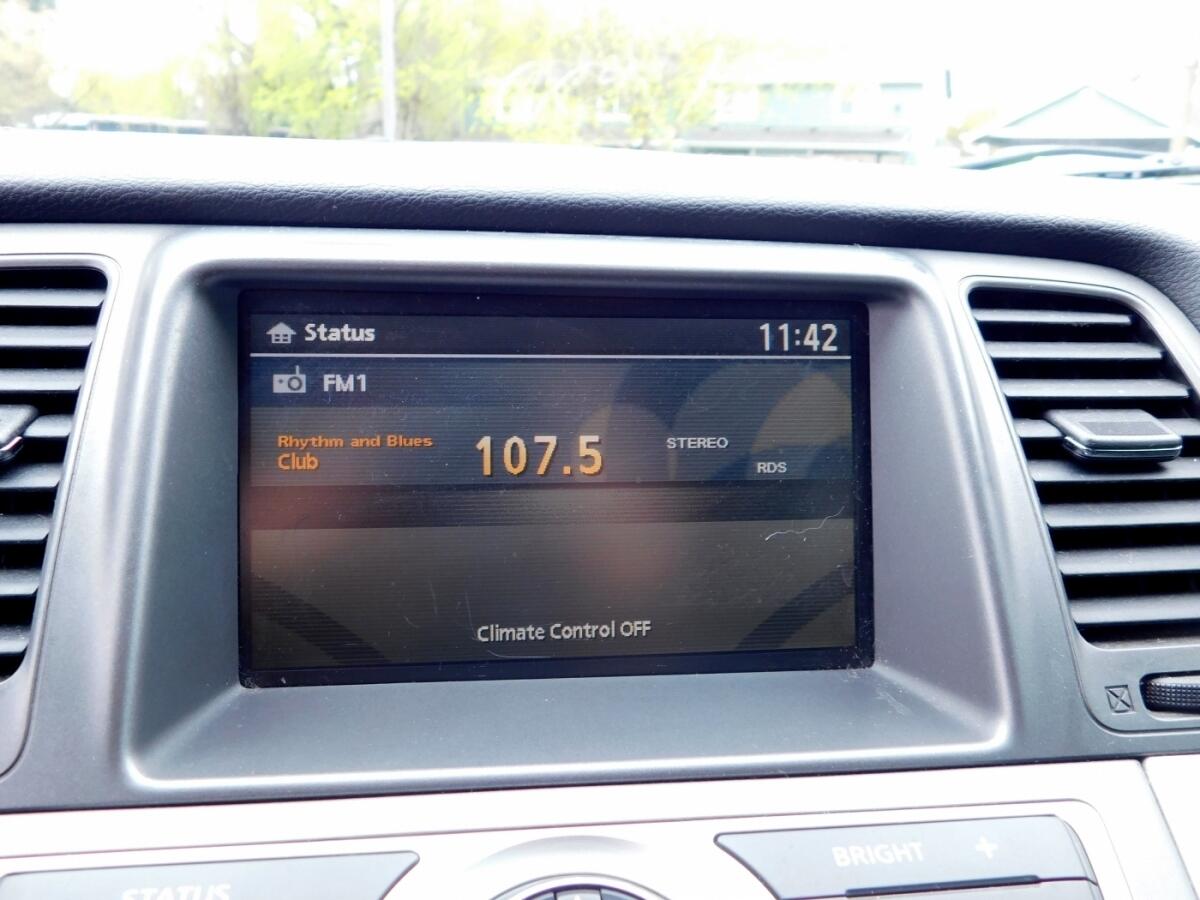 Status
11:42
FM1
Rhythm and Blues
Club
107.5
STEREO
RDS
Climate Control OFF
BRIGHT +
STATUS